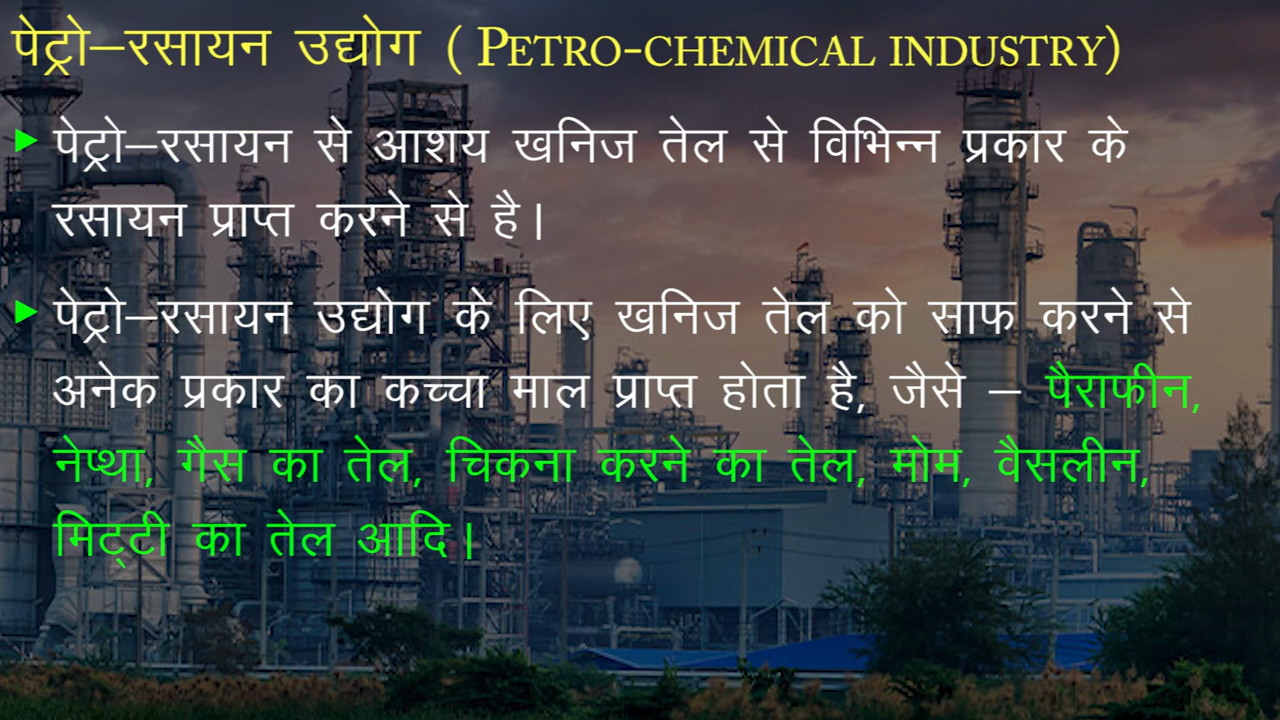 पेट्रो–रसायन उद्योग ( PETRO-CHEMICAL INDUSTRY)
पेट्रो–रसायन से आशय खनिज तेल से विभिन्न प्रकार के
रसायन प्राप्त करने से है।
पेट्रो–रसायन उद्योग के लिए खनिज तेल को साफ करने से
अनेक प्रकार का कच्चा माल प्राप्त होता है, जैसे – पैराफीन,
नेप्था, गैस का तेल, चिकना करने का तेल, मोम, वैसलीन,
मिट्टी का तेल आदि।